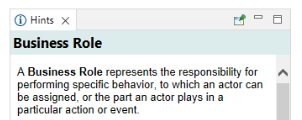 Hints
Business Role
A Business Role represents the responsibility for
performing specific behavior, to which an actor can
be assigned, or the part an actor plays in a
particular action or event.